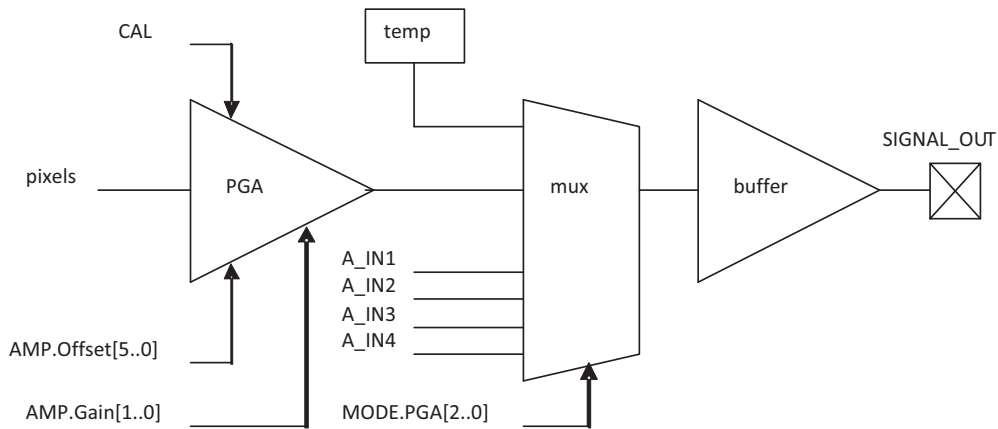 CAL
temp
SIGNAL_OUT
pixels
PGA
mux
buffer
A_IN1
A_IN2
A_IN3
A_IN4
AMP.Offset[5..0]
AMP.Gain[1..0]
MODE.PGA[2..0]